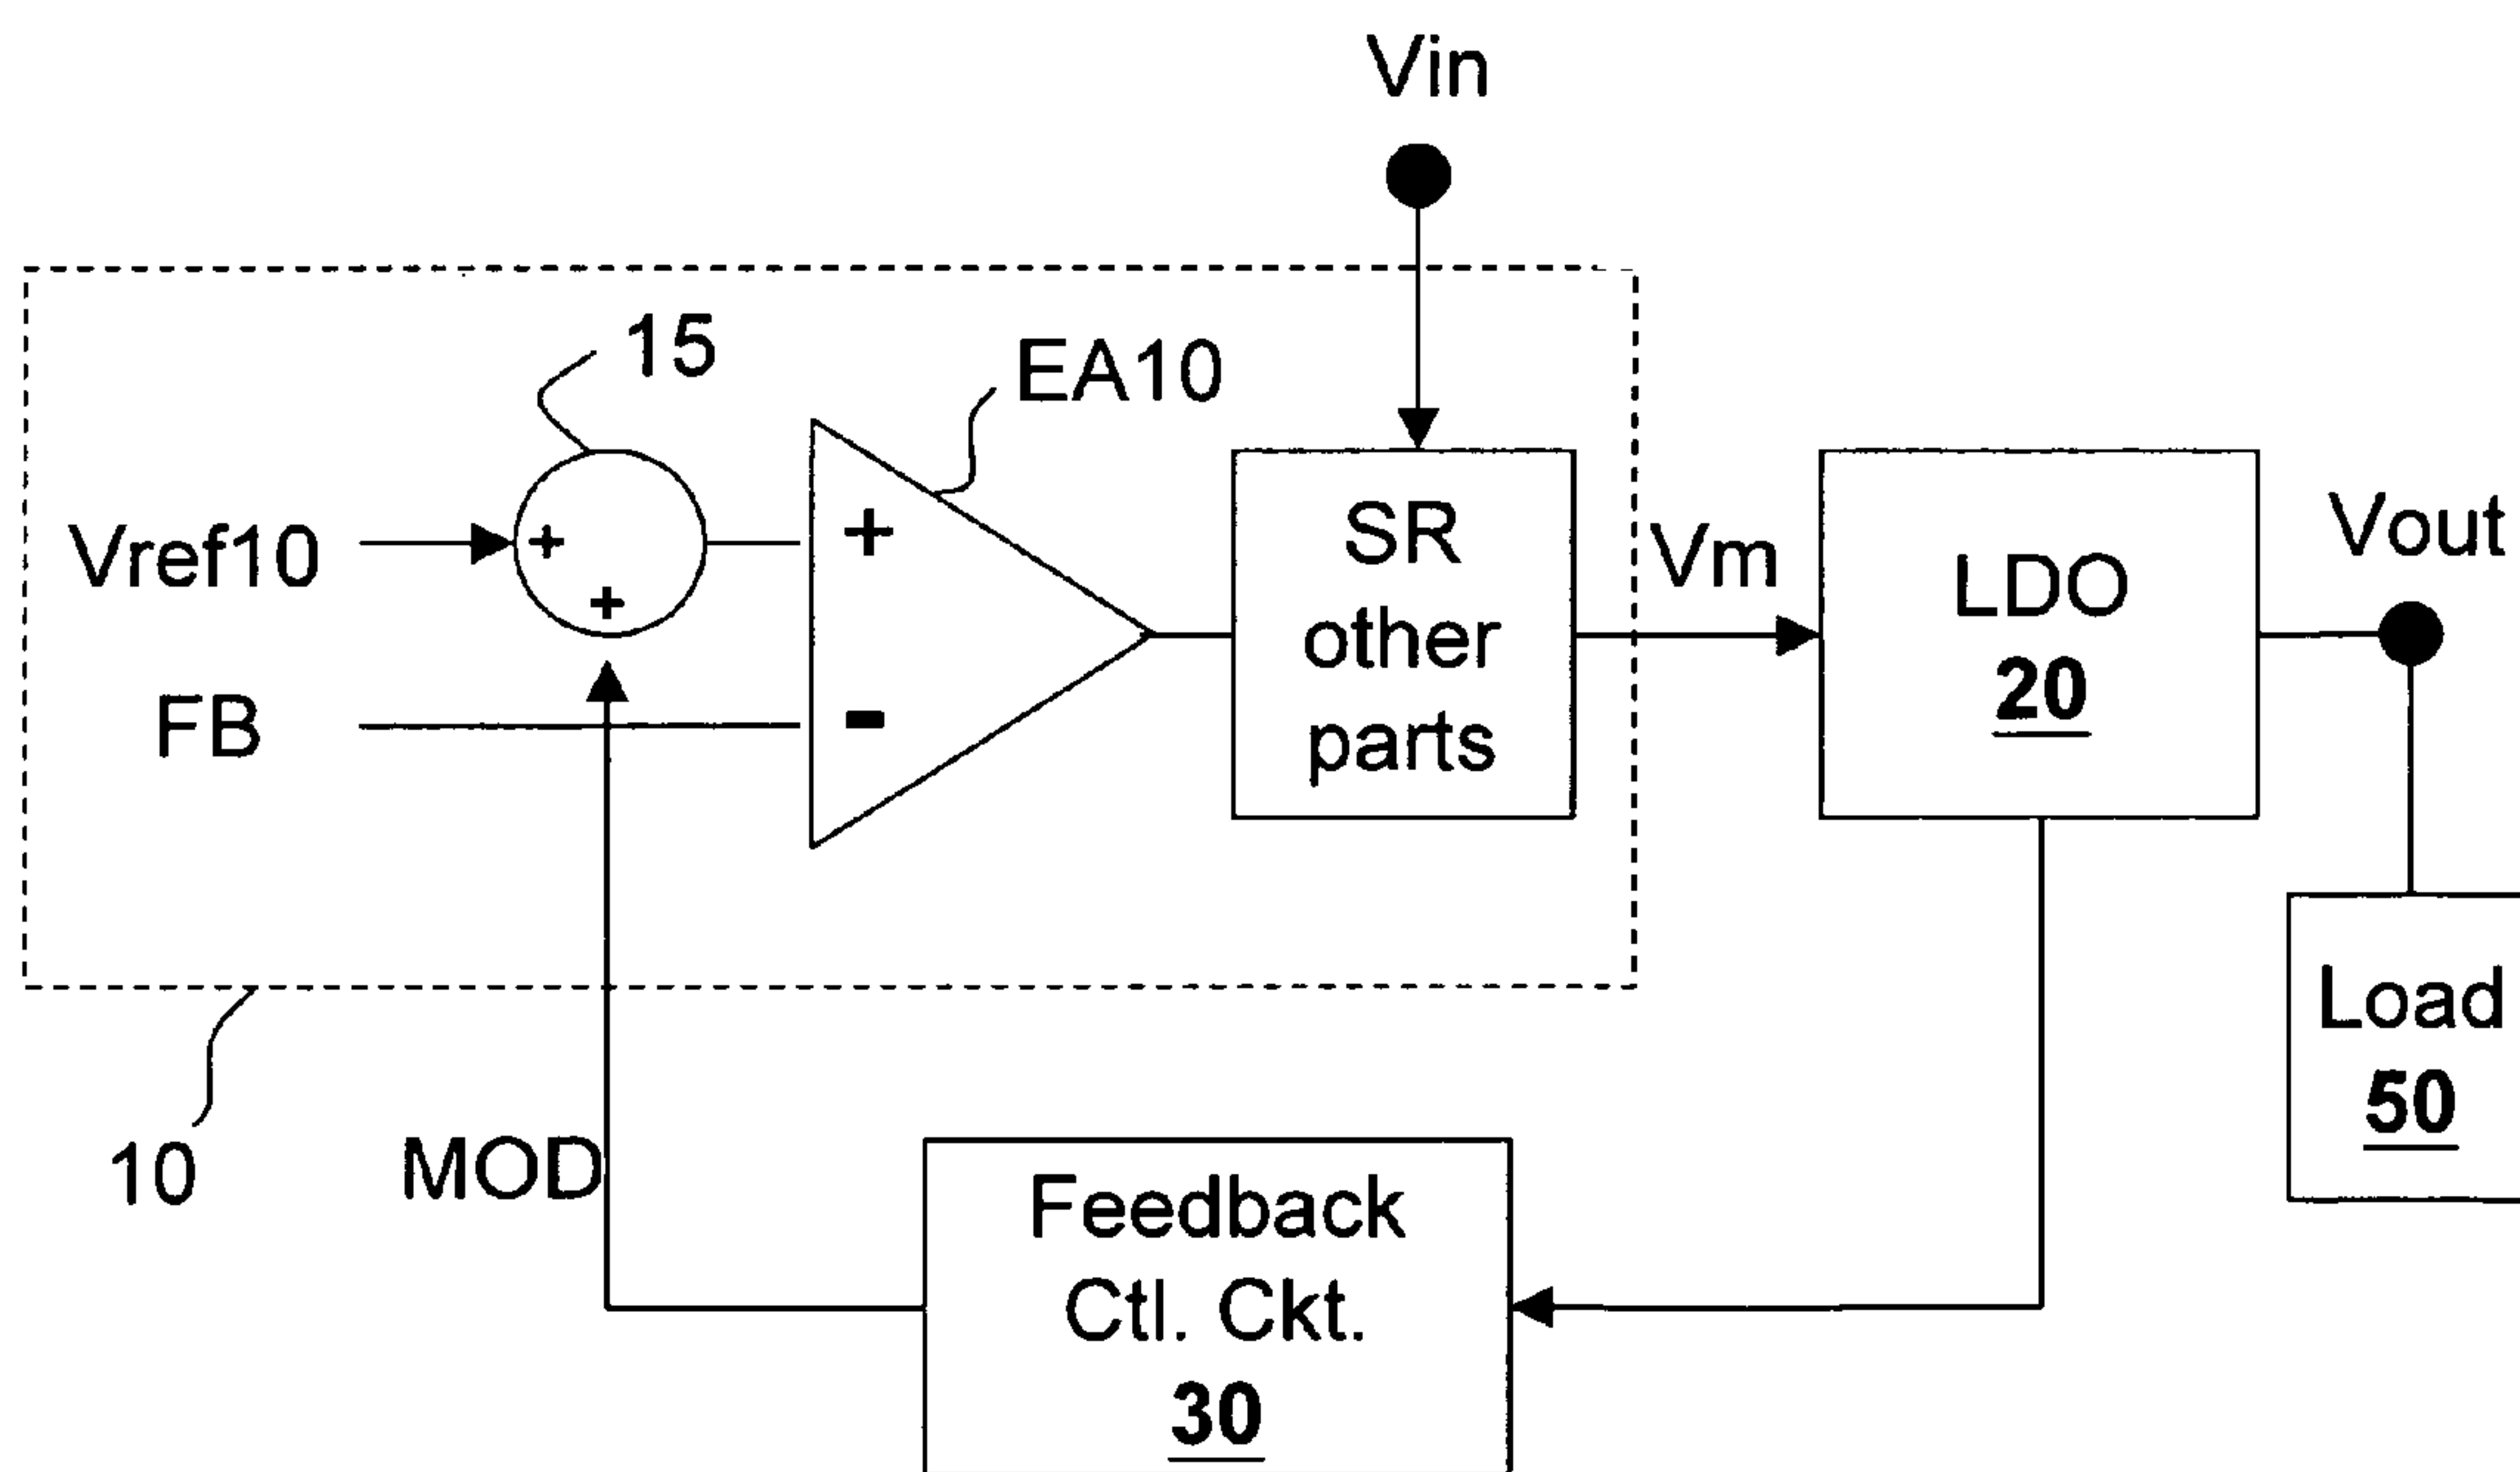 Vin
15
EA10
Vref10
+
+
FB
+
-
SR
other
parts
Vm
LDO
20
Vout
Load
50
10
MOD
Feedback
Ctl. Ckt.
30